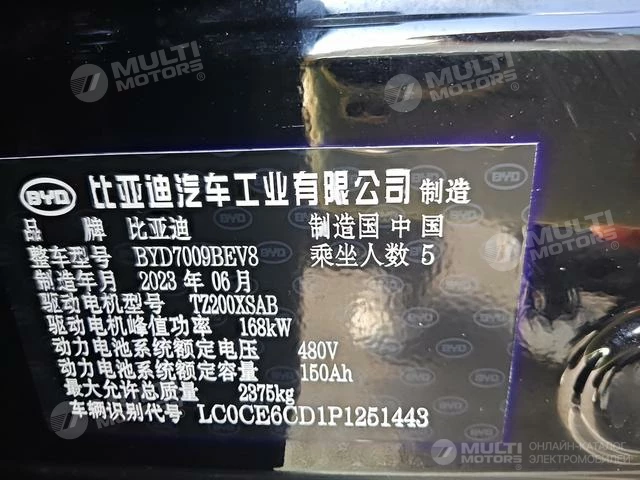 MULTI MOTORS
MULTI MOTORS
BYD 比亚迪汽车工业有限公司 制造
品 牌 比亚迪 制造国 中 国
整车型号 BYD7009BEV8 乘坐人数 5
制造年月 2023 年 06 月
驱动电机型号 TZ200XSAB
驱动电机峰值功率 168kW
动力电池系统额定电压 480V
动力电池系统额定容量 150Ah
最大允许总质量 2375kg
车辆识别代号 LC0CE6CD1P1251443
MULTI MOTORS
ОНЛАЙН-КАТАЛОГ
ЭЛЕКТРОМОБИЛЕЙ